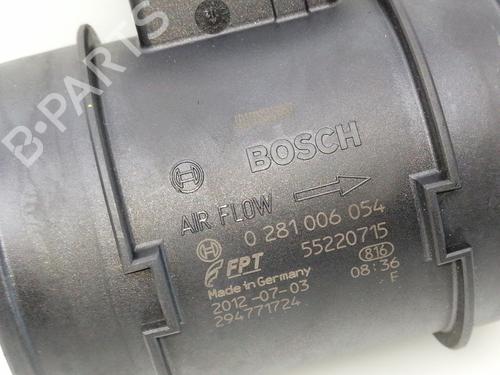 B-PARTS
BOSCH
AIR FLOW
0 281 006 054
FPT 55220715
Made in Germany 816
2012-07-03 08:36
294771724 F